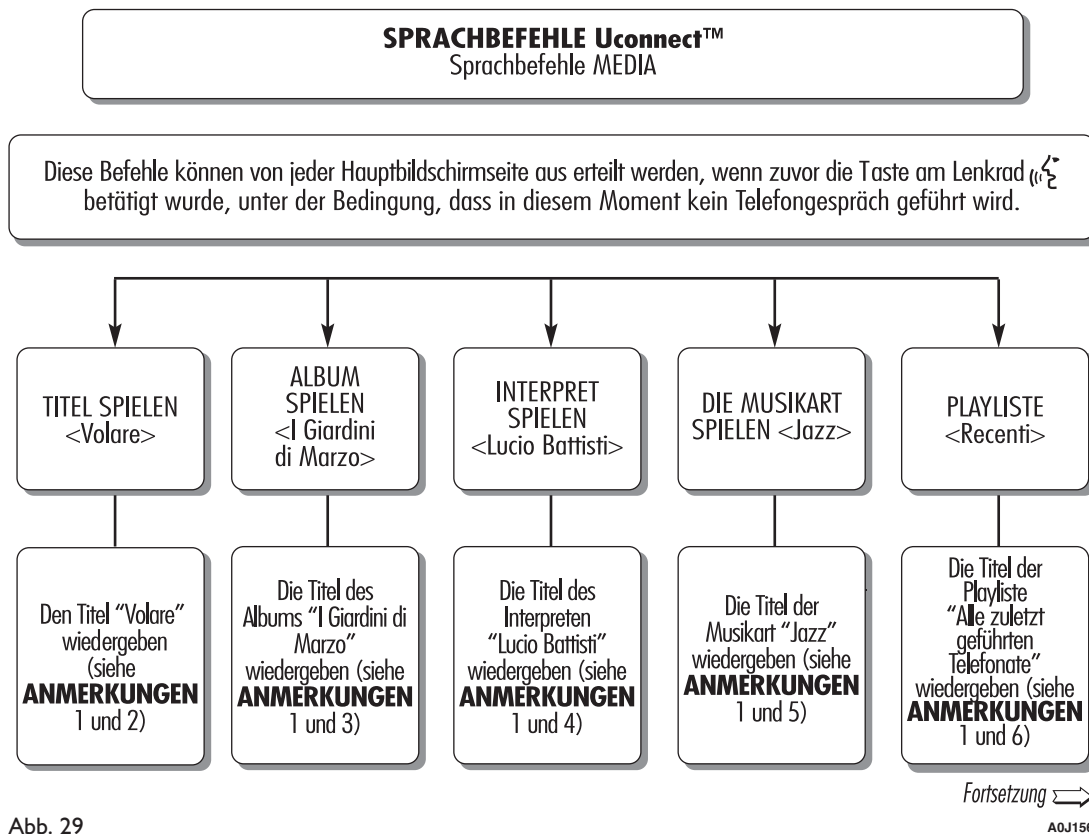 SPRACHBEFEHLE Uconnect™
Sprachbefehle MEDIA
Diese Befehle können von jeder Hauptbildschirmseite aus erteilt werden, wenn zuvor die Taste am Lenkrad
betätigt wurde, unter der Bedingung, dass in diesem Moment kein Telefongespräch geführt wird.
TITEL SPIELEN
<Volare>
ALBUM
SPIELEN
<I Giardini
di Marzo>
INTERPRET
SPIELEN
<Lucio Battisti>
DIE MUSIKART
SPIELEN <Jazz>
PLAYLISTE
<Recenti>
Den Titel “Volare”
wiedergeben
(siehe
ANMERKUNGEN
1 und 2)
Die Titel des
Albums “I Giardini di
Marzo”
wiedergeben (siehe
ANMERKUNGEN
1 und 3)
Die Titel des
Interpreten
“Lucio Battisti”
wiedergeben (siehe
ANMERKUNGEN
1 und 4)
Die Titel der
Musikart “Jazz”
wiedergeben (siehe
ANMERKUNGEN
1 und 5)
Die Titel der
Playliste
“Alle zuletzt
geführten
Telefonate”
wiedergeben (siehe
ANMERKUNGEN
1 und 6)
Fortsetzung
Abb. 29